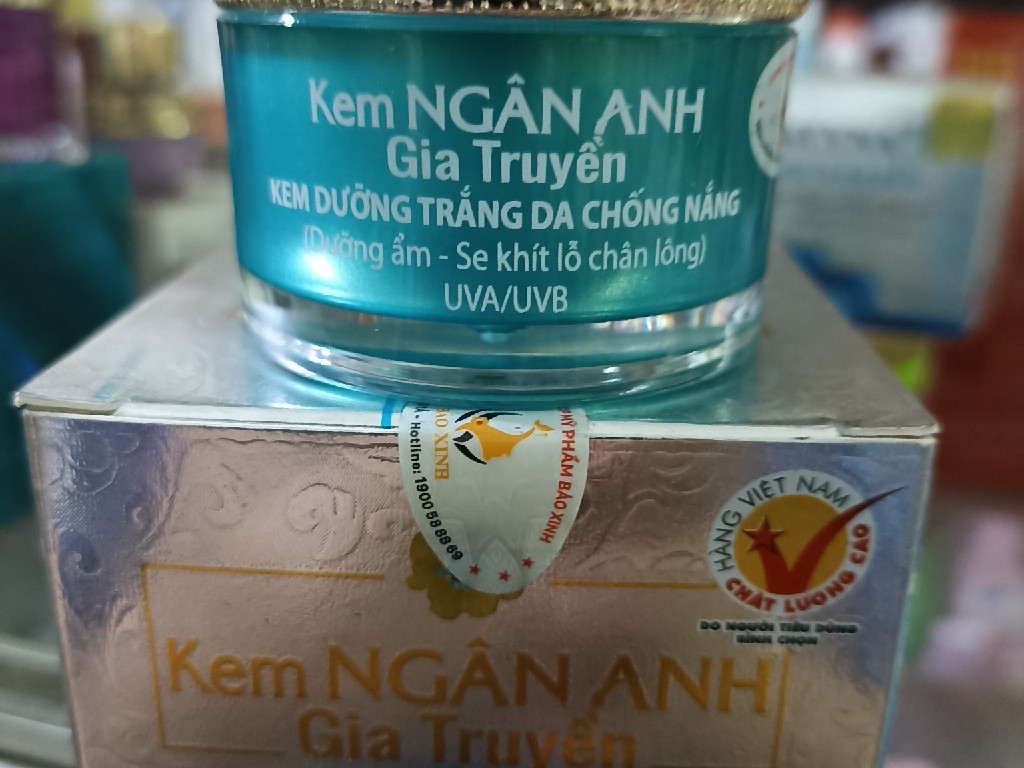 Kem NGÂN ANH
Gia Truyền
KEM DƯỠNG TRẮNG DA CHỐNG NẮNG
(Dưỡng ẩm - Se khít lỗ chân lông)
UVA/UVB
MỸ PHẨM BẢO XINH
Hotline: 1900 58 88 69
HÀNG VIỆT NAM
CHẤT LƯỢNG CAO
DO NGƯỜI TIÊU DÙNG
BÌNH CHỌN
Kem NGÂN ANH
Gia Truyền